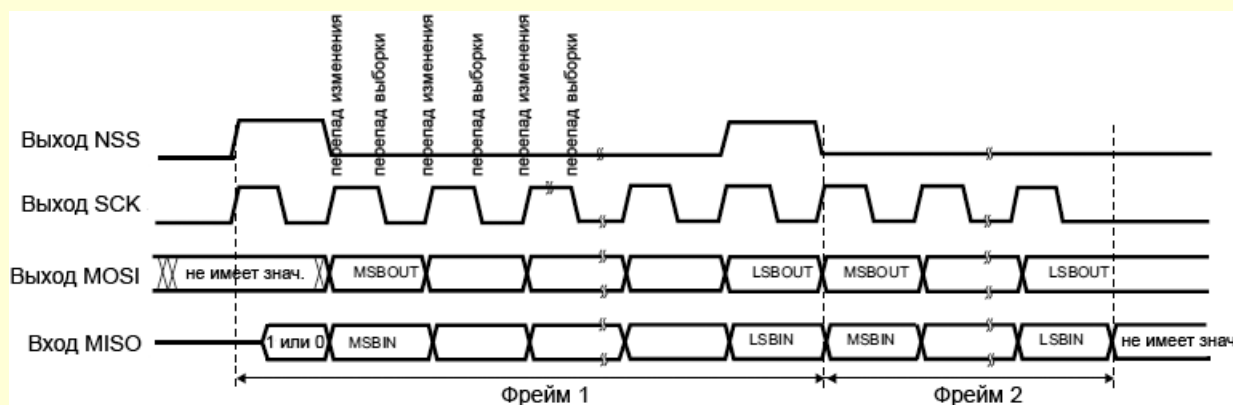 перепад изменения
перепад выборки
перепад изменения
перепад выборки
перепад изменения
перепад выборки
Выход NSS
Выход SCK
Выход MOSI
не имеет знач.
MSBOUT
LSBOUT
MSBOUT
LSBOUT
Вход MISO
1 или 0
MSBIN
LSBIN
MSBIN
LSBIN
не имеет знач
Фрейм 1
Фрейм 2